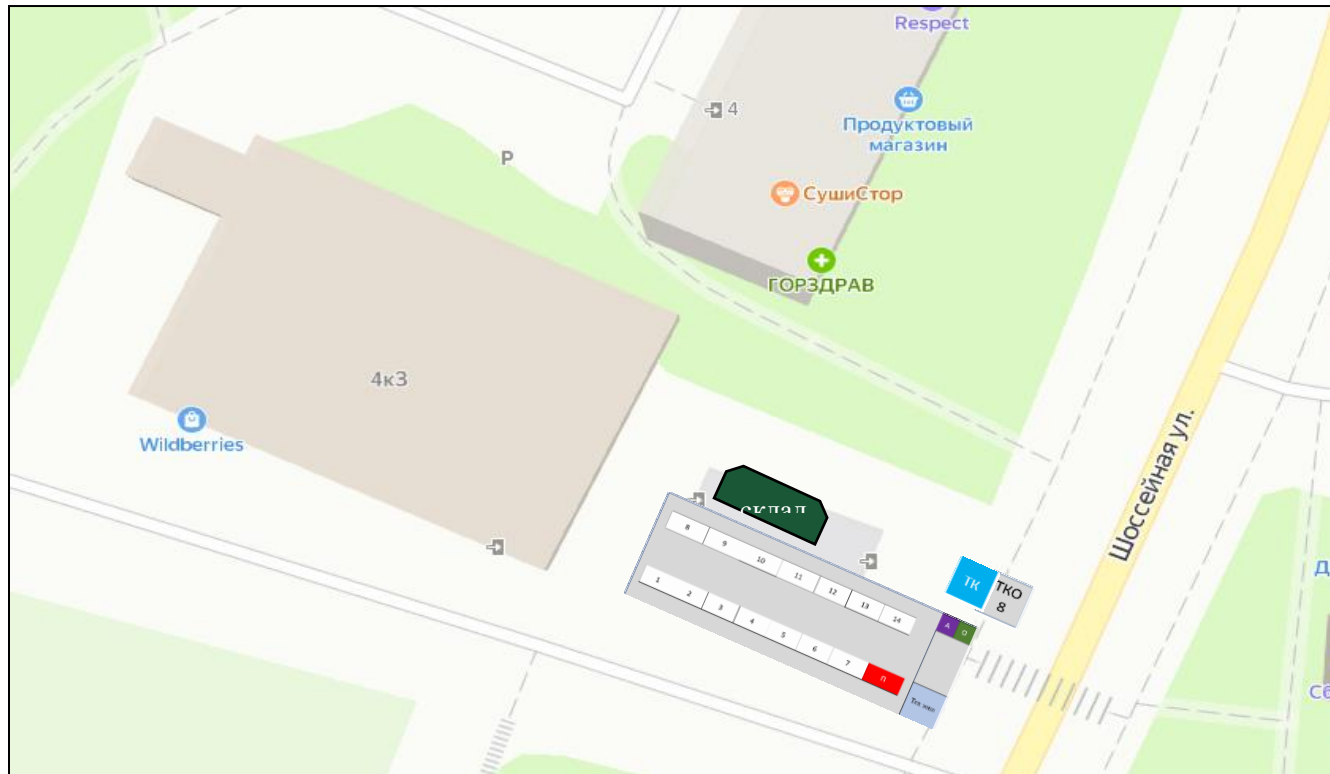 Respect
4
Продуктовый
магазин
P
СушиСтор
ГОРЗДРАВ
4к3
Wildberries
Шоссейная ул.
склад
8
9
10
11
12
13
14
1
2
3
4
5
6
7
П
ТК
ТКО
8
А
О
Д
Сб